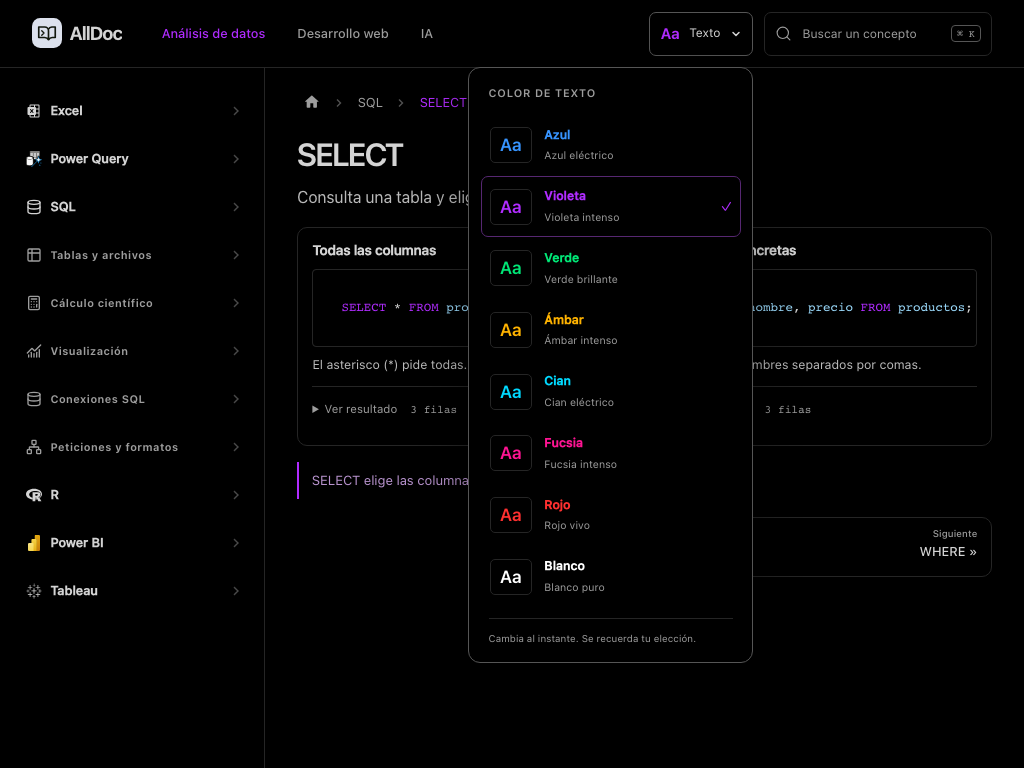 AllDoc
Análisis de datos
Desarrollo web
IA
Aa Texto
Buscar un concepto
⌘ K
Excel
Power Query
SQL
Tablas y archivos
Cálculo científico
Visualización
Conexiones SQL
Peticiones y formatos
R
Power BI
Tableau
SQL
SELECT
SELECT
Consulta una tabla y elig
Todas las columnas
SELECT * FROM pro
El asterisco (*) pide todas.
Ver resultado 3 filas
ncretas
nombre, precio FROM productos;
mbres separados por comas.
3 filas
SELECT elige las columna
Siguiente
WHERE »
COLOR DE TEXTO
Aa
Azul
Azul eléctrico
Aa
Violeta
Violeta intenso
Aa
Verde
Verde brillante
Aa
Ámbar
Ámbar intenso
Aa
Cian
Cian eléctrico
Aa
Fucsia
Fucsia intenso
Aa
Rojo
Rojo vivo
Aa
Blanco
Blanco puro
Cambia al instante. Se recuerda tu elección.